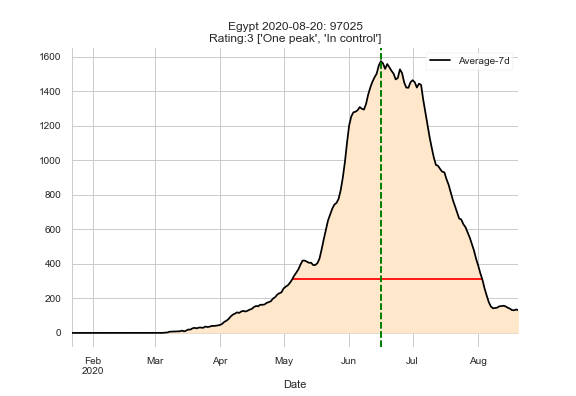 Egypt 2020-08-20: 97025
Rating:3 ['One peak', 'In control']
Average-7d
1600
1400
1200
1000
800
600
400
200
0
Feb Mar Apr May Jun Jul Aug
2020
Date